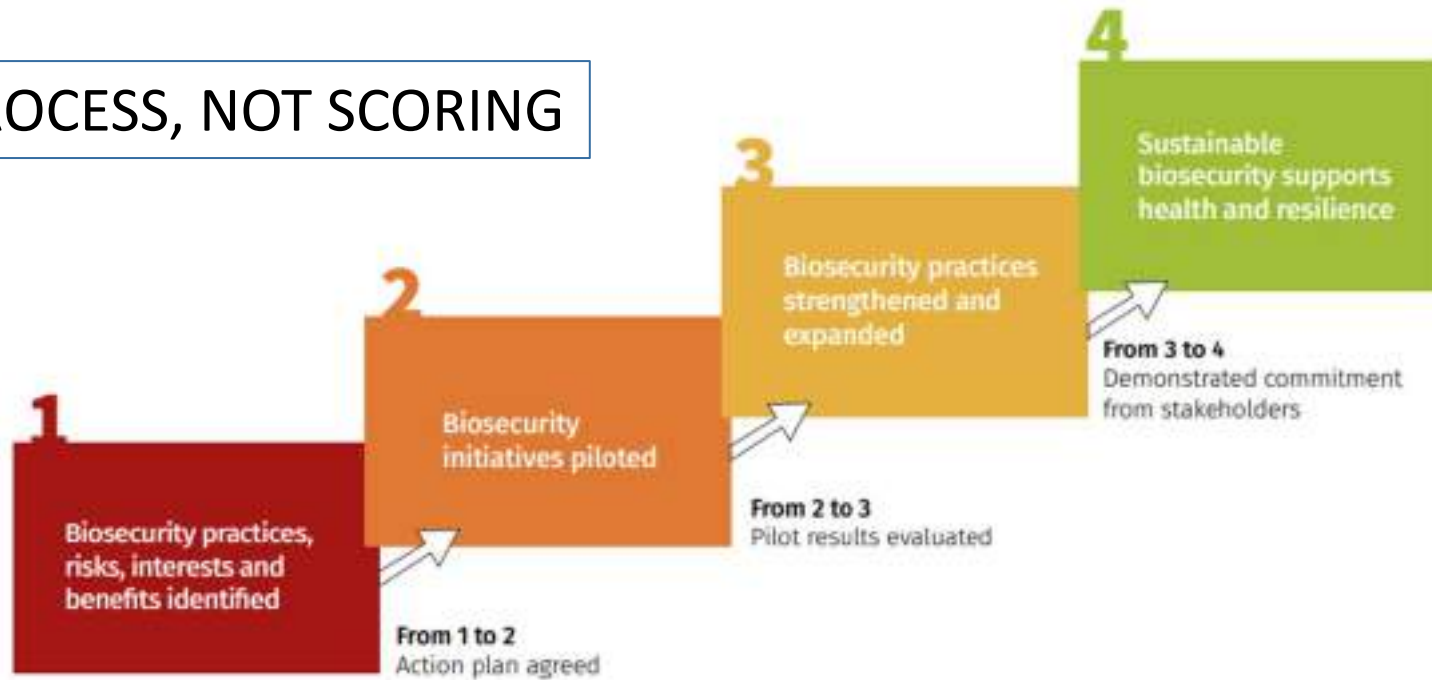 OCESS, NOT SCORING
4
Sustainable
biosecurity supports
health and resilience
3
Biosecurity practices
strengthened and
expanded
From 3 to 4
Demonstrated commitment
from stakeholders
2
Biosecurity
initiatives piloted
From 2 to 3
Pilot results evaluated
1
Biosecurity practices,
risks, interests and
benefits identified
From 1 to 2
Action plan agreed